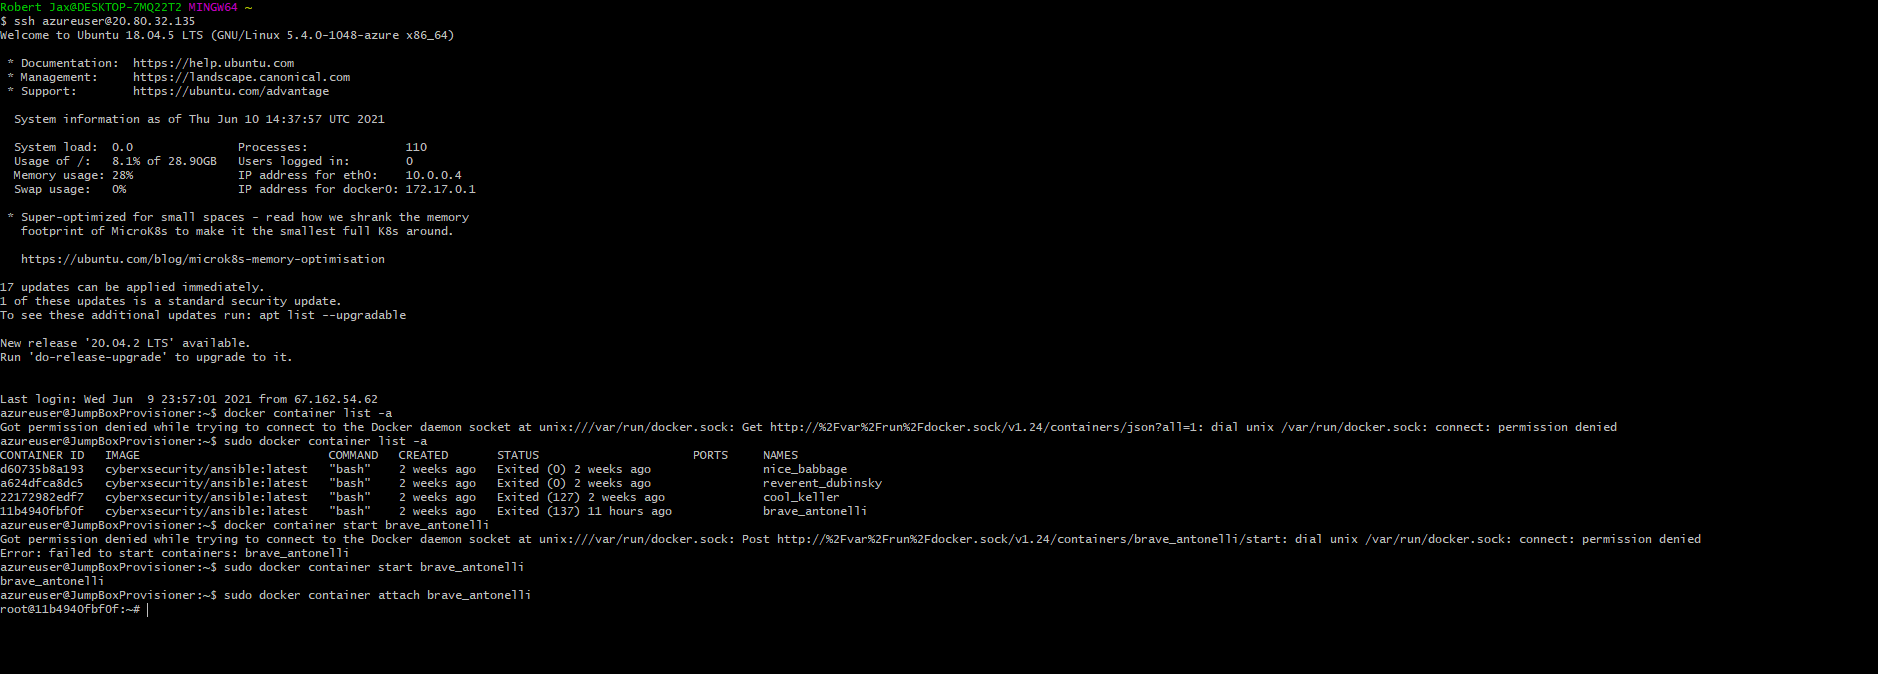 Robert Jax@DESKTOP-7MQ22T2 MINGW64 ~
$ ssh azureuser@20.80.32.135
Welcome to Ubuntu 18.04.5 LTS (GNU/Linux 5.4.0-1048-azure x86_64)
* Documentation:  https://help.ubuntu.com
* Management:     https://landscape.canonical.com
* Support:        https://ubuntu.com/advantage
System information as of Thu Jun 10 14:37:57 UTC 2021
System load:  0.0               Processes:              110
Usage of /:   8.1% of 28.90GB   Users logged in:        0
Memory usage: 28%               IP address for eth0:    10.0.0.4
Swap usage:   0%                IP address for docker0: 172.17.0.1
* Super-optimized for small spaces - read how we shrank the memory
footprint of MicroK8s to make it the smallest full K8s around.
https://ubuntu.com/blog/microk8s-memory-optimisation
17 updates can be applied immediately.
1 of these updates is a standard security update.
To see these additional updates run: apt list --upgradable
New release '20.04.2 LTS' available.
Run 'do-release-upgrade' to upgrade to it.
Last login: Wed Jun  9 23:57:01 2021 from 67.162.54.62
azureuser@JumpBoxProvisioner:~$ docker container list -a
Got permission denied while trying to connect to the Docker daemon socket at unix:///var/run/docker.sock: Get http://%2Fvar%2Frun%2Fdocker.sock/v1.24/containers/json?all=1: dial unix /var/run/docker.sock: connect: permission denied
azureuser@JumpBoxProvisioner:~$ sudo docker container list -a
CONTAINER ID   IMAGE                           COMMAND   CREATED       STATUS                      PORTS     NAMES
d60735b8a193   cyberxsecurity/ansible:latest   "bash"    2 weeks ago   Exited (0) 2 weeks ago                nice_babbage
a624dfca8dc5   cyberxsecurity/ansible:latest   "bash"    2 weeks ago   Exited (0) 2 weeks ago                reverent_dubinsky
22172982edf7   cyberxsecurity/ansible:latest   "bash"    2 weeks ago   Exited (127) 2 weeks ago              cool_keller
11b4940fbf0f   cyberxsecurity/ansible:latest   "bash"    2 weeks ago   Exited (137) 11 hours ago             brave_antonelli
azureuser@JumpBoxProvisioner:~$ docker container start brave_antonelli
Got permission denied while trying to connect to the Docker daemon socket at unix:///var/run/docker.sock: Post http://%2Fvar%2Frun%2Fdocker.sock/v1.24/containers/brave_antonelli/start: dial unix /var/run/docker.sock: connect: permission denied
Error: failed to start containers: brave_antonelli
azureuser@JumpBoxProvisioner:~$ sudo docker container start brave_antonelli
brave_antonelli
azureuser@JumpBoxProvisioner:~$ sudo docker container attach brave_antonelli
root@11b4940fbf0f:~#